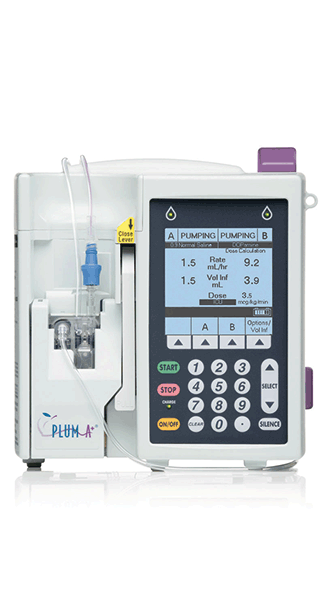 Close
Lever
A PUMPING PUMPING B
0.9 Normal Saline DOPamine
Dose Calculation
1.5 Rate 9.2
mL/hr
1.5 Vol Inf 3.9
mL
Dose 3.5
mcg/kg/min
A B Options/
Vol Inf
START 1 2 3
STOP 4 5 6 SELECT
CHARGE 7 8 9
ON/OFF CLEAR 0 . SILENCE
PLUM A+